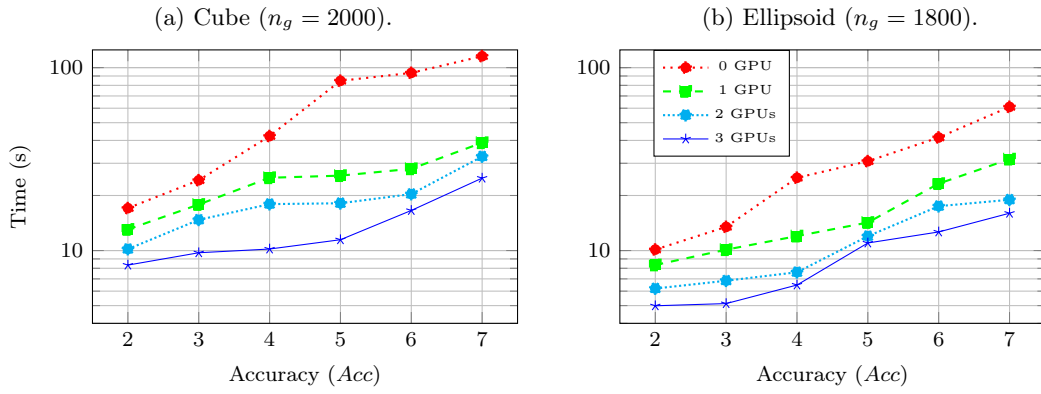 (a) Cube (n_g = 2000).
100
10
Time (s)
2 3 4 5 6 7
Accuracy (Acc)
(b) Ellipsoid (n_g = 1800).
0 GPU
1 GPU
2 GPUs
3 GPUs
100
10
2 3 4 5 6 7
Accuracy (Acc)